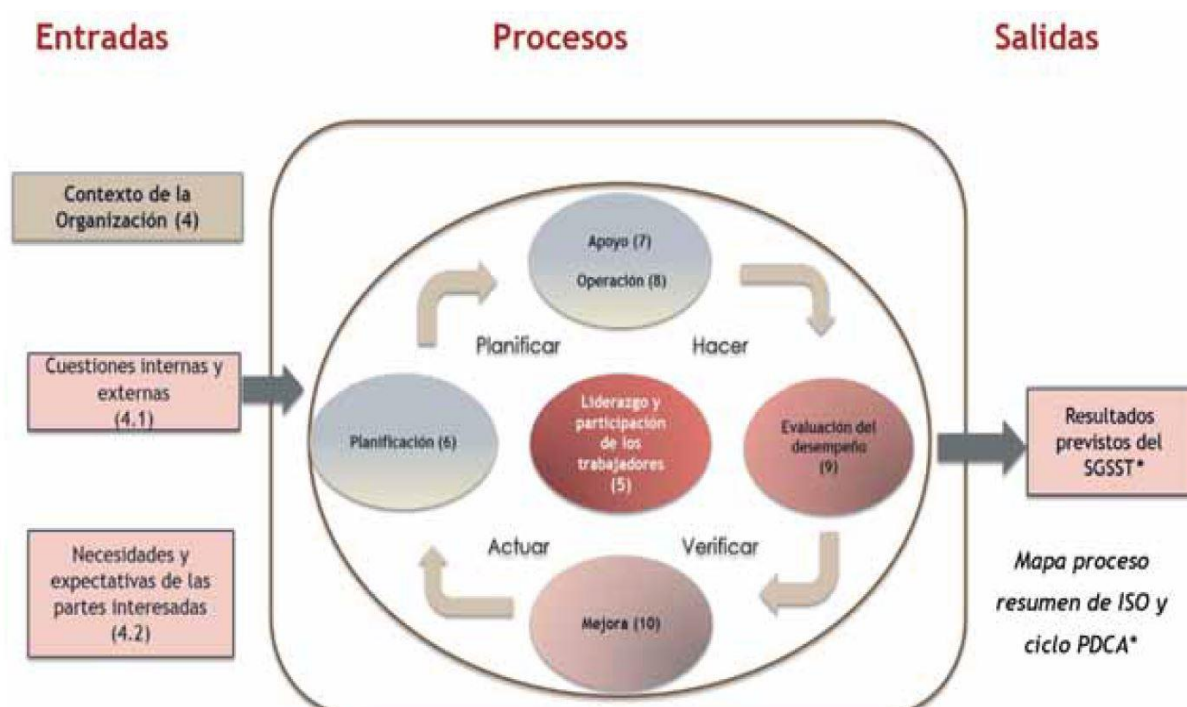 Entradas
Procesos
Salidas
Contexto de la
Organización (4)
Cuestiones internas y
externas
(4.1)
Necesidades y
expectativas de las
partes interesadas
(4.2)
Apoyo (7)
Operación (8)
Planificar
Hacer
Planificación (6)
Liderazgo y
participación
de los
trabajadores
(5)
Evaluación del
desempeño
(9)
Actuar
Verificar
Mejora (10)
Resultados
previstos del
SGSST*
Mapa proceso
resumen de ISO y
ciclo PDCA*